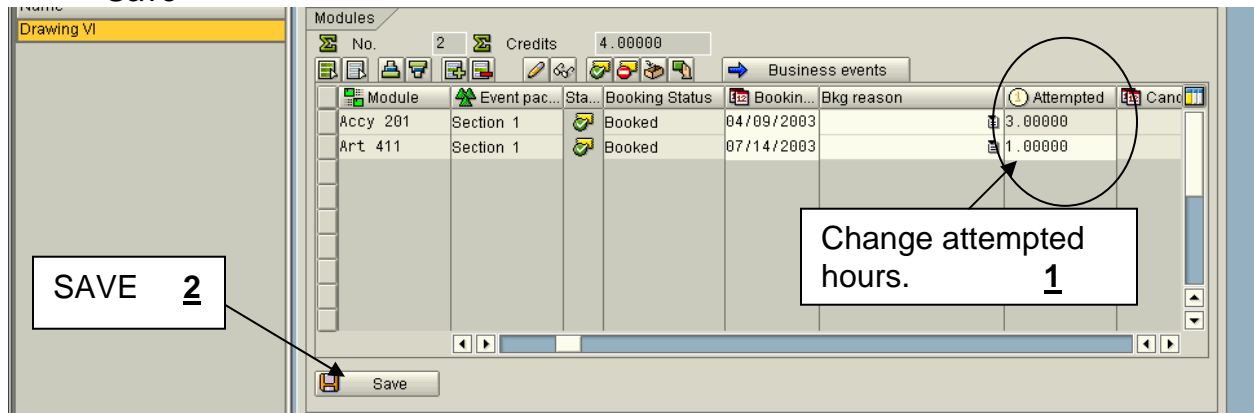 Save
Name
Drawing VI
Modules
No. 2 Credits 4.00000
Business events
Module Event pac... Sta... Booking Status Bookin... Bkg reason Attempted Canc
Accy 201 Section 1 Booked 04/09/2003 3.00000
Art 411 Section 1 Booked 07/14/2003 1.00000
Change attempted
hours. 1
SAVE 2
Save